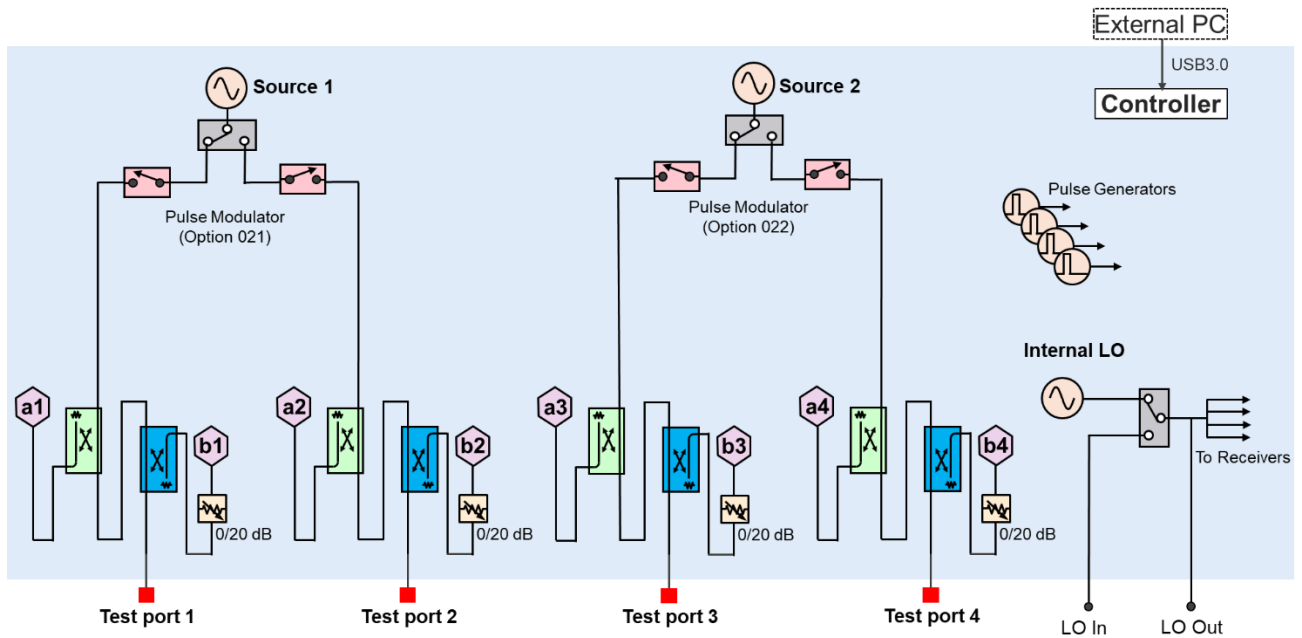 External PC
USB3.0
Controller
Source 1
Source 2
Pulse Modulator
(Option 021)
Pulse Modulator
(Option 022)
Pulse Generators
Internal LO
To Receivers
a1
b1
0/20 dB
a2
b2
0/20 dB
a3
b3
0/20 dB
a4
b4
0/20 dB
Test port 1
Test port 2
Test port 3
Test port 4
LO In
LO Out